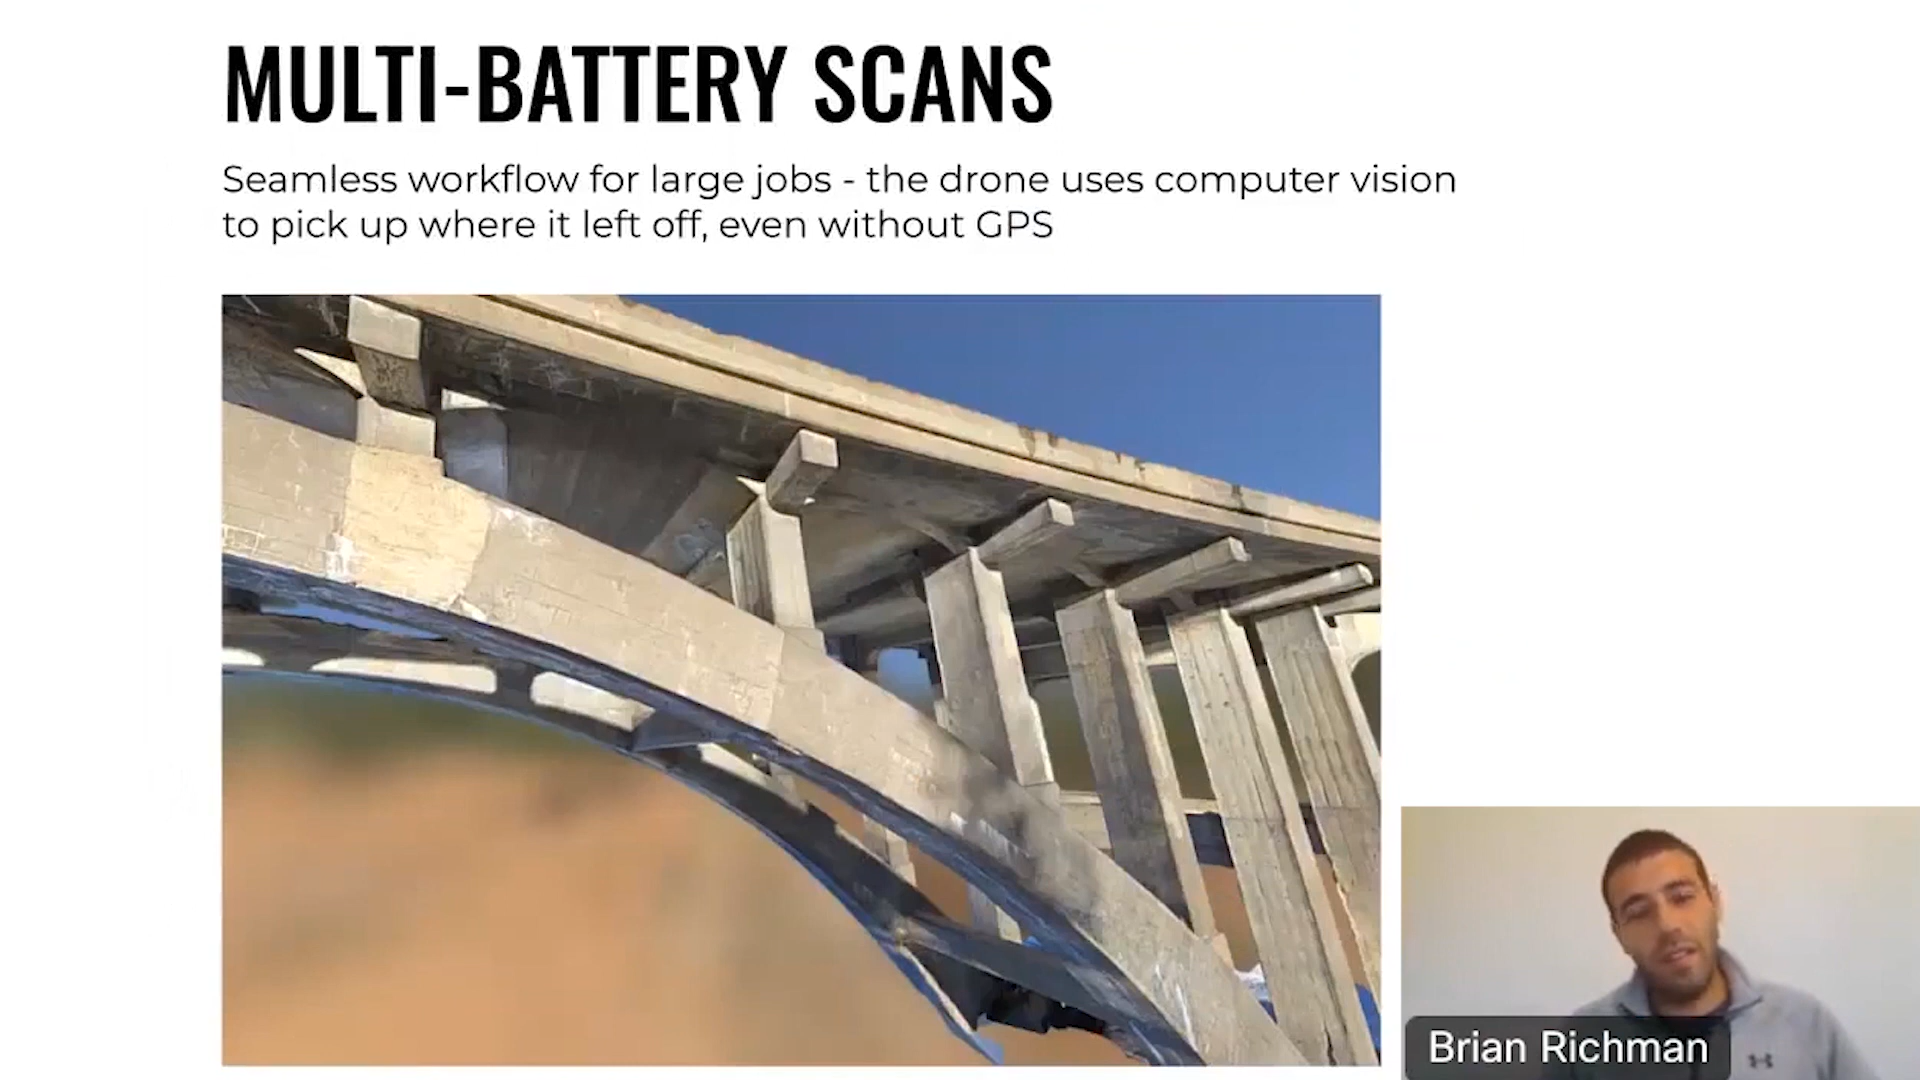 MULTI-BATTERY SCANS
Seamless workflow for large jobs - the drone uses computer vision
to pick up where it left off, even without GPS
Brian Richman